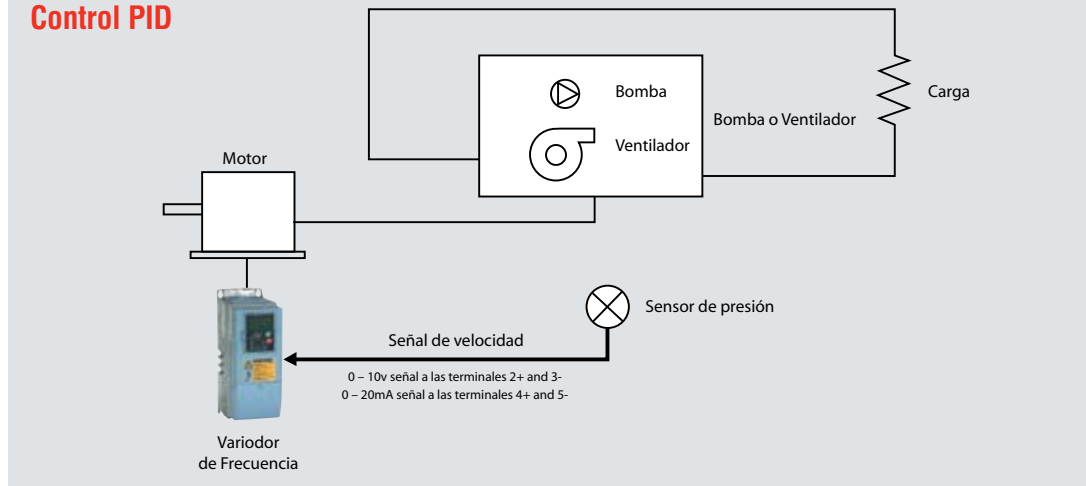 Control PID
Bomba
Ventilador
Bomba o Ventilador
Carga
Motor
Sensor de presión
Señal de velocidad
0 – 10v señal a las terminales 2+ and 3-
0 – 20mA señal a las terminales 4+ and 5-
Variodor
de Frecuencia